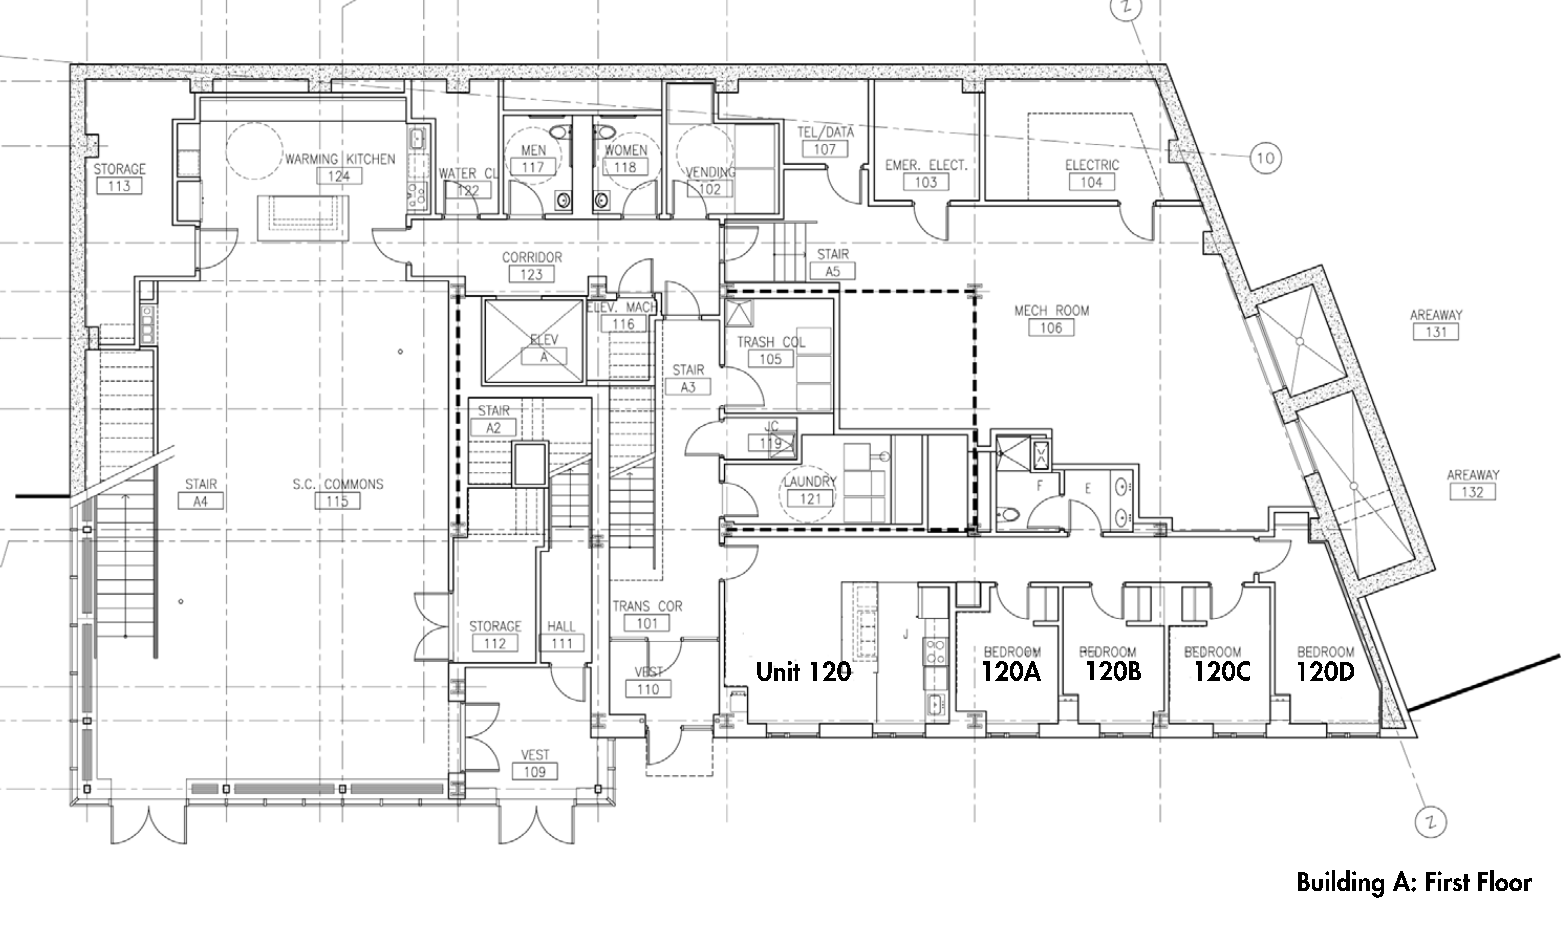 Z
10
STORAGE
113
WARMING KITCHEN
124
WATER CL
122
MEN
117
WOMEN
118
VENDING
102
TEL/DATA
107
EMER. ELECT.
103
ELECTRIC
104
CORRIDOR
123
STAIR
A5
ELEV. MACH
116
ELEV
A
MECH ROOM
106
AREAWAY
131
TRASH COL
105
STAIR
A3
STAIR
A2
JC
119
STAIR
A4
S.C. COMMONS
115
LAUNDRY
121
F
E
AREAWAY
132
STORAGE
112
HALL
111
TRANS COR
101
VEST
110
J
Unit 120
BEDROOM
120A
BEDROOM
120B
BEDROOM
120C
BEDROOM
120D
VEST
109
Z
Building A: First Floor